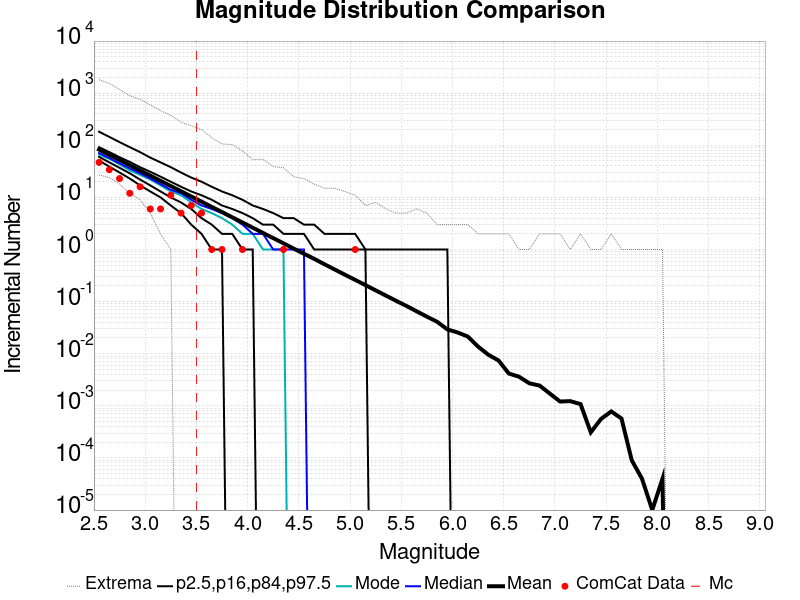 Magnitude Distribution Comparison
Incremental Number
10^4
10^3
10^2
10^1
10^0
10^-1
10^-2
10^-3
10^-4
10^-5
2.5 3.0 3.5 4.0 4.5 5.0 5.5 6.0 6.5 7.0 7.5 8.0 8.5 9.0
Magnitude
Extrema p2.5,p16,p84,p97.5 Mode Median Mean ComCat Data Mc